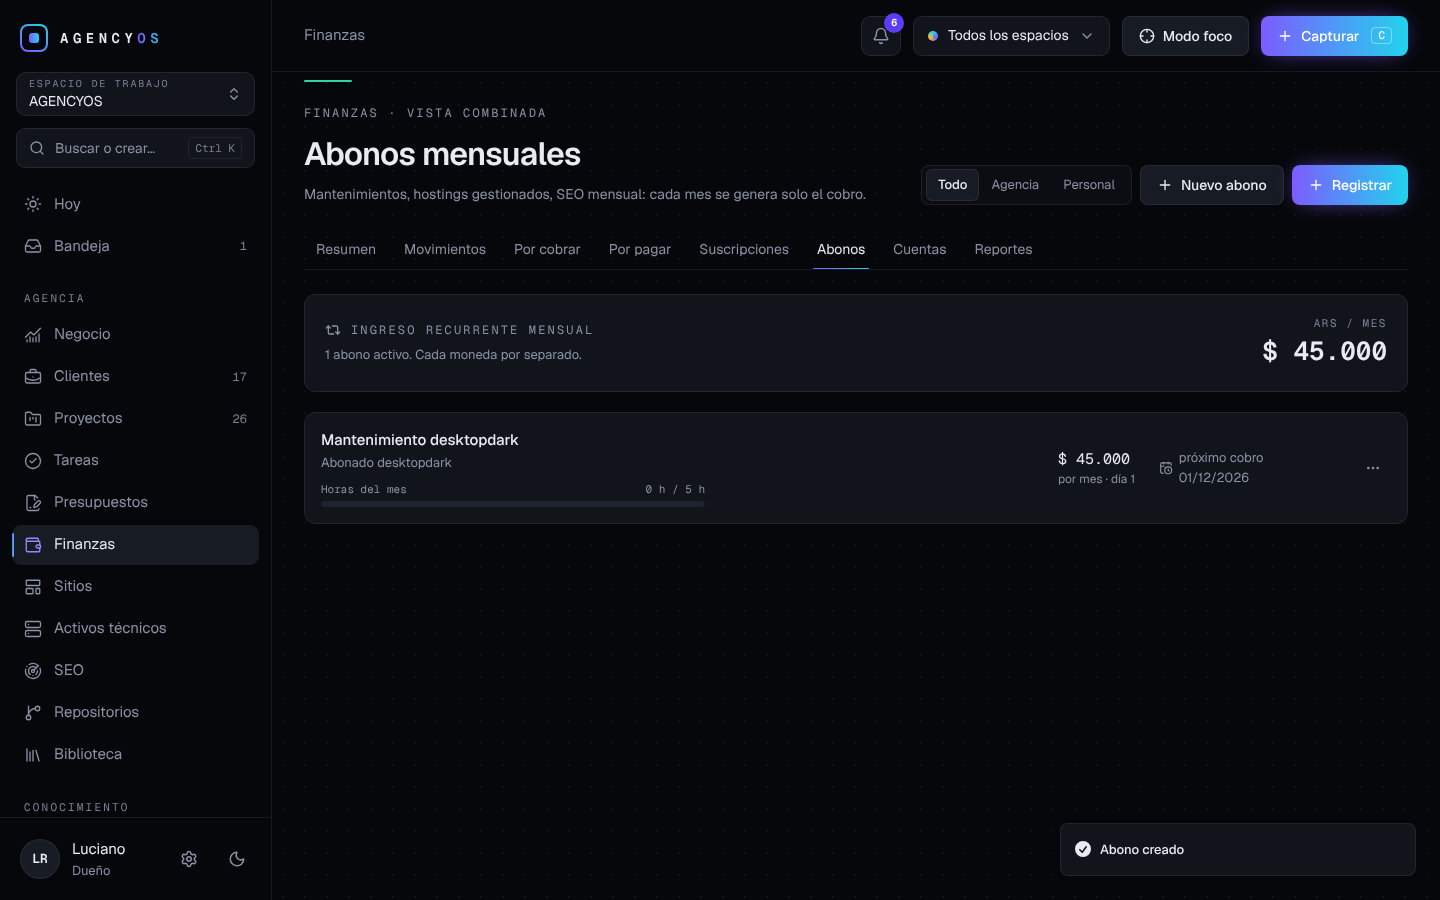 AGENCYOS
ESPACIO DE TRABAJO
AGENCYOS
Buscar o crear... Ctrl K
Hoy
Bandeja 1
AGENCIA
Negocio
Clientes 17
Proyectos 26
Tareas
Presupuestos
Finanzas
Sitios
Activos técnicos
SEO
Repositorios
Biblioteca
CONOCIMIENTO
LR
Luciano
Dueño
Finanzas
6
Todos los espacios
Modo foco
Capturar C
FINANZAS · VISTA COMBINADA
Abonos mensuales
Mantenimientos, hostings gestionados, SEO mensual: cada mes se genera solo el cobro.
Todo Agencia Personal
Nuevo abono
Registrar
Resumen Movimientos Por cobrar Por pagar Suscripciones Abonos Cuentas Reportes
INGRESO RECURRENTE MENSUAL
1 abono activo. Cada moneda por separado.
ARS / MES
$ 45.000
Mantenimiento desktopdark
Abonado desktopdark
Horas del mes 0 h / 5 h
$ 45.000
por mes · día 1
próximo cobro
01/12/2026
Abono creado